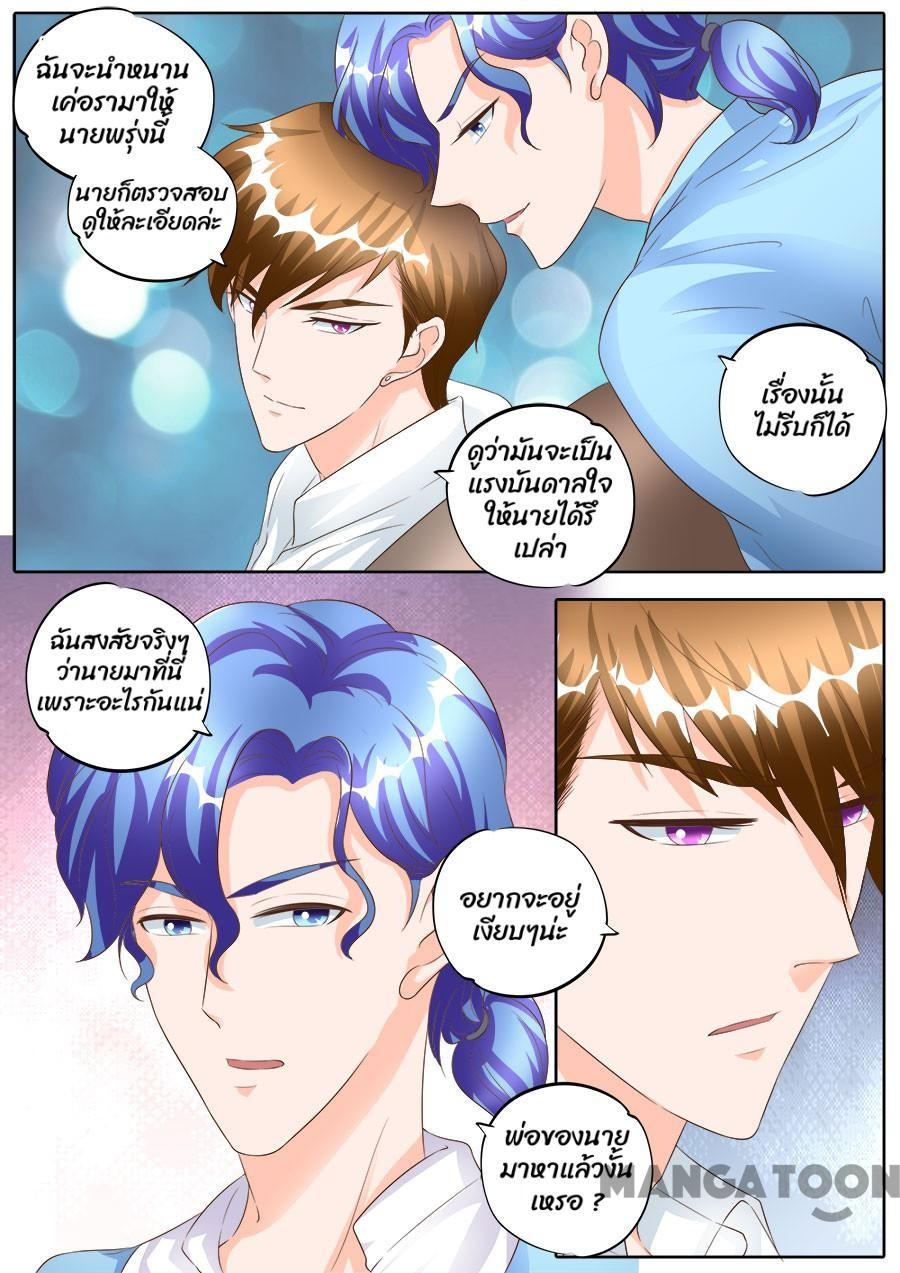 ฉันจะนำหนาน
เค่อรามาให้
นายพรุ่งนี้
นายก็ตรวจสอบ
ดูให้ละเอียดล่ะ
เรื่องนั้น
ไม่รีบก็ได้
ดูว่ามันจะเป็น
แรงบันดาลใจ
ให้นายได้รึ
เปล่า
ฉันสงสัยจริงๆ
ว่านายมาที่นี่
เพราะอะไรกันแน่
อยากจะอยู่
เงียบๆน่ะ
พ่อของนาย
มาหาแล้วงั้น
เหรอ ?
MANGATOON